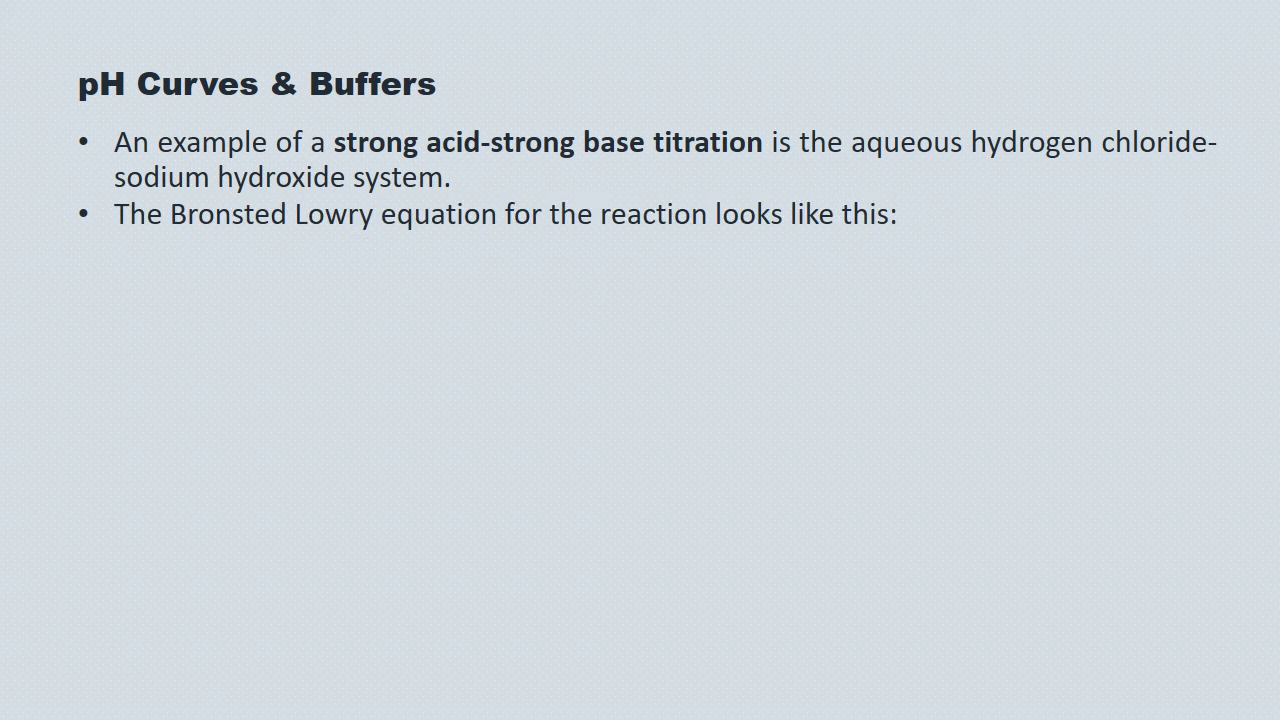 pH Curves & Buffers
• An example of a strong acid-strong base titration is the aqueous hydrogen chloride-
sodium hydroxide system.
• The Bronsted Lowry equation for the reaction looks like this: